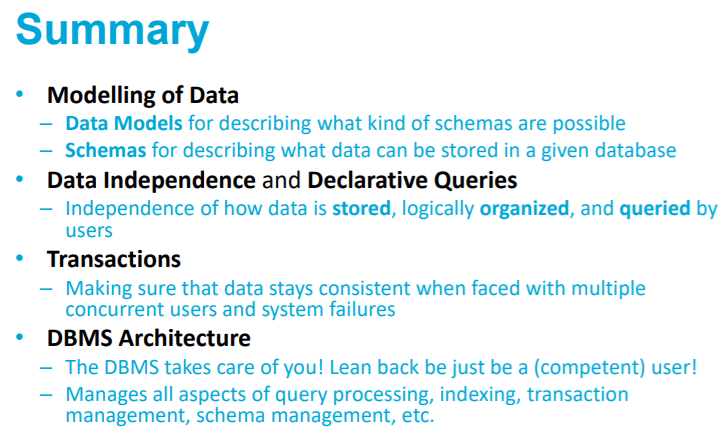 Summary
• Modelling of Data
– Data Models for describing what kind of schemas are possible
– Schemas for describing what data can be stored in a given database
• Data Independence and Declarative Queries
– Independence of how data is stored, logically organized, and queried by
users
• Transactions
– Making sure that data stays consistent when faced with multiple
concurrent users and system failures
• DBMS Architecture
– The DBMS takes care of you! Lean back be just be a (competent) user!
– Manages all aspects of query processing, indexing, transaction
management, schema management, etc.